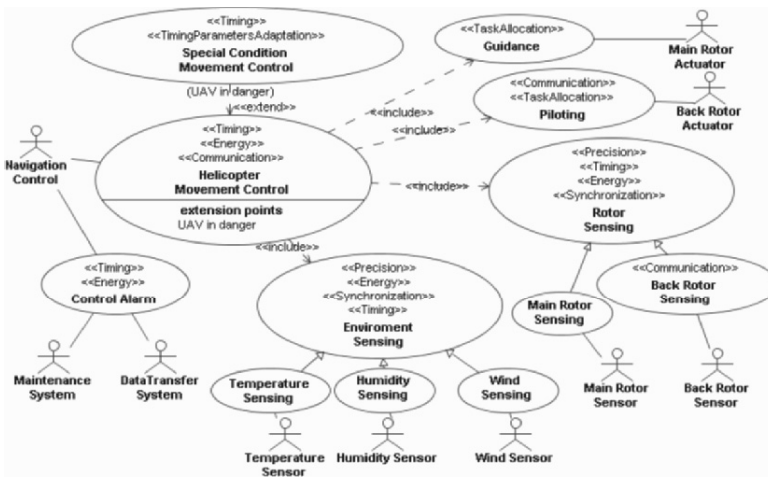 <<Timing>>
<<TimingParametersAdaptation>>
Special Condition
Movement Control
(UAV in danger)
<<extend>>
<<TaskAllocation>>
Guidance
Main Rotor
Actuator
<<Communication>>
<<TaskAllocation>>
Piloting
Back Rotor
Actuator
<<include>>
<<include>>
<<include>>
<<include>>
Navigation
Control
<<Timing>>
<<Energy>>
<<Communication>>
Helicopter
Movement Control
extension points
UAV in danger
<<Precision>>
<<Timing>>
<<Energy>>
<<Synchronization>>
Rotor
Sensing
<<Timing>>
<<Energy>>
Control Alarm
<<Precision>>
<<Energy>>
<<Synchronization>>
<<Timing>>
Enviroment
Sensing
Main Rotor
Sensing
<<Communication>>
Back Rotor
Sensing
Maintenance
System
DataTransfer
System
Temperature
Sensing
Humidity
Sensing
Wind
Sensing
Main Rotor
Sensor
Back Rotor
Sensor
Temperature
Sensor
Humidity Sensor
Wind Sensor